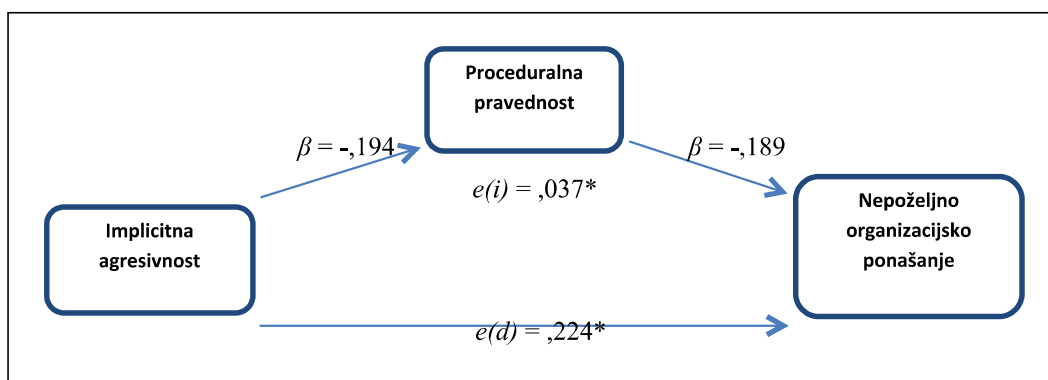 Proceduralna
pravednost
β = -,194
β = -,189
e(i) = ,037*
Implicitna
agresivnost
Nepoželjno
organizacijsko
ponašanje
e(d) = ,224*